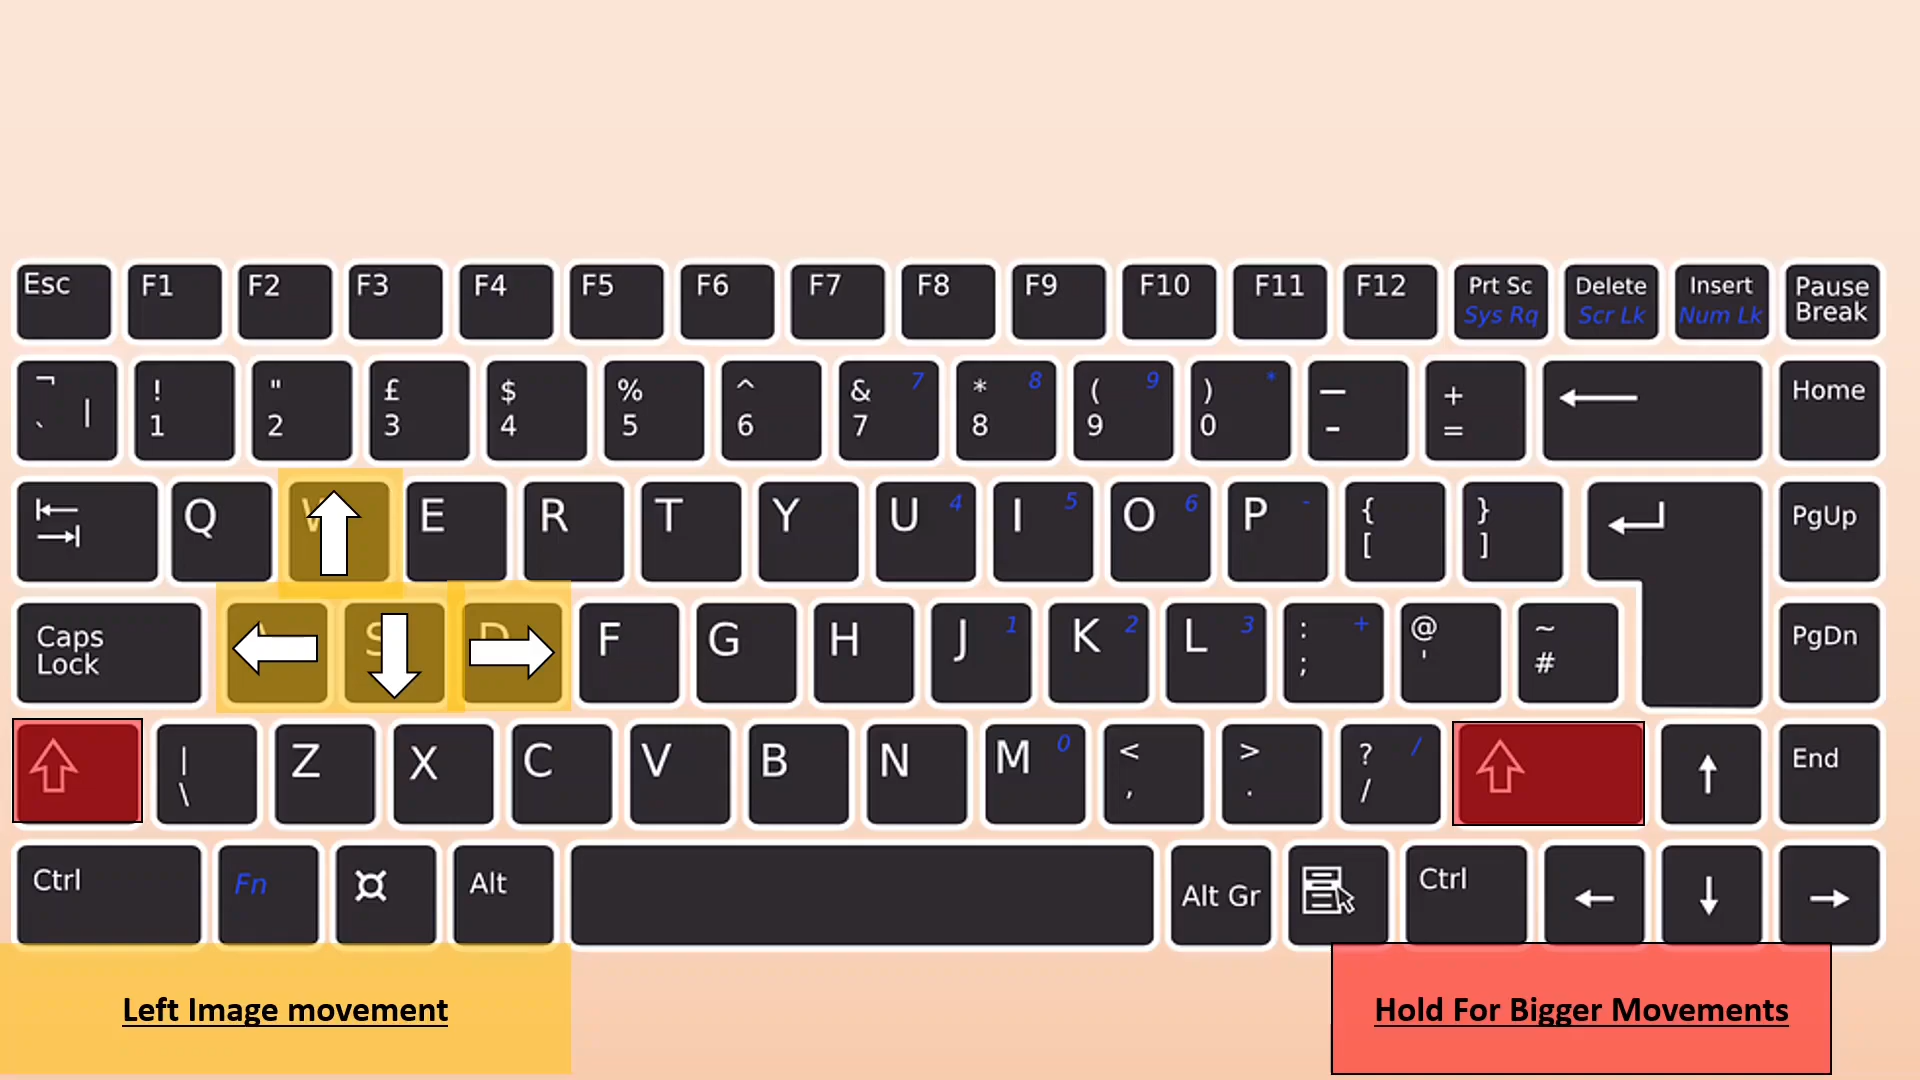 Esc F1 F2 F3 F4 F5 F6 F7 F8 F9 F10 F11 F12 Prt Sc Delete Insert Pause
Sys Rq Scr Lk Num Lk Break
¬ ! " £ $ % ^ & 7 * 8 ( 9 ) * — + Home
` | 1 2 3 4 5 6 7 8 9 0 - =
Q W E R T Y U 4 I 5 O 6 P - { } PgUp
[ ]
Caps S D F G H J 1 K 2 L 3 : + @ ~ PgDn
Lock ; ' #
| Z X C V B N M 0 < > ? / End
\ , . /
Ctrl Fn Alt Alt Gr Ctrl
Left Image movement
Hold For Bigger Movements